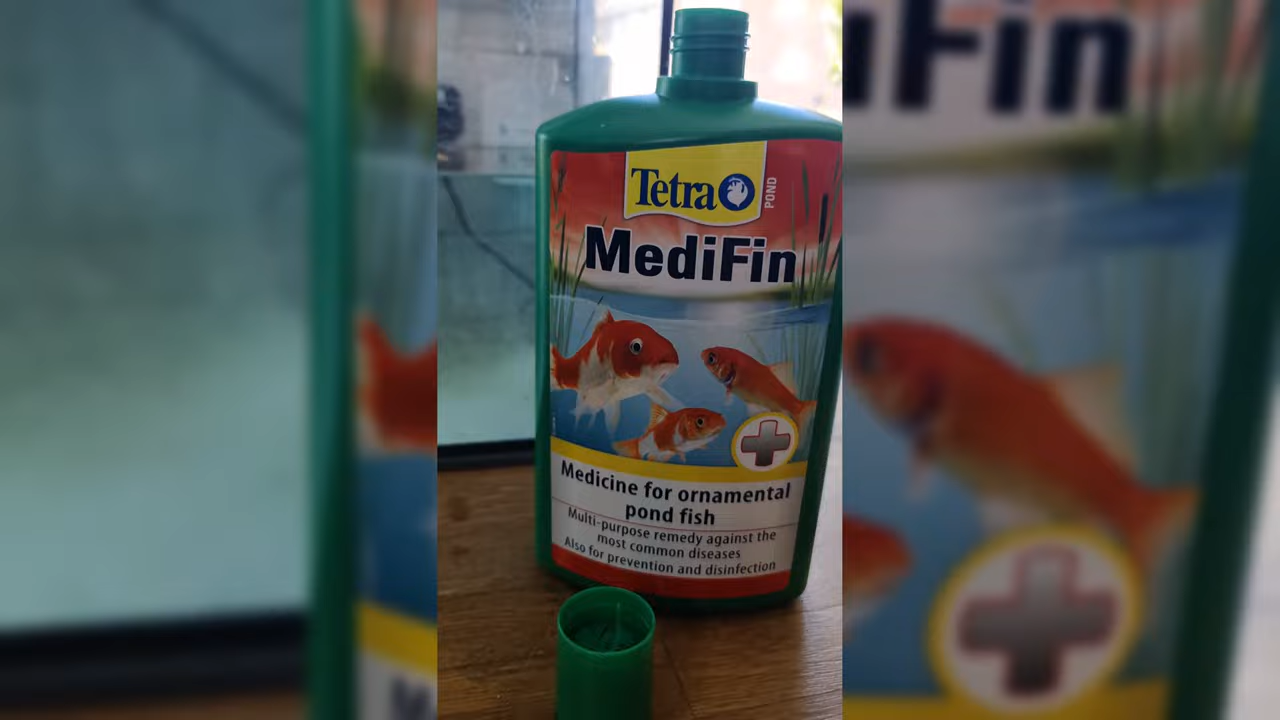 Tetra
POND
MediFin
Medicine for ornamental
pond fish
Multi-purpose remedy against the
most common diseases
Also for prevention and disinfection
iFin